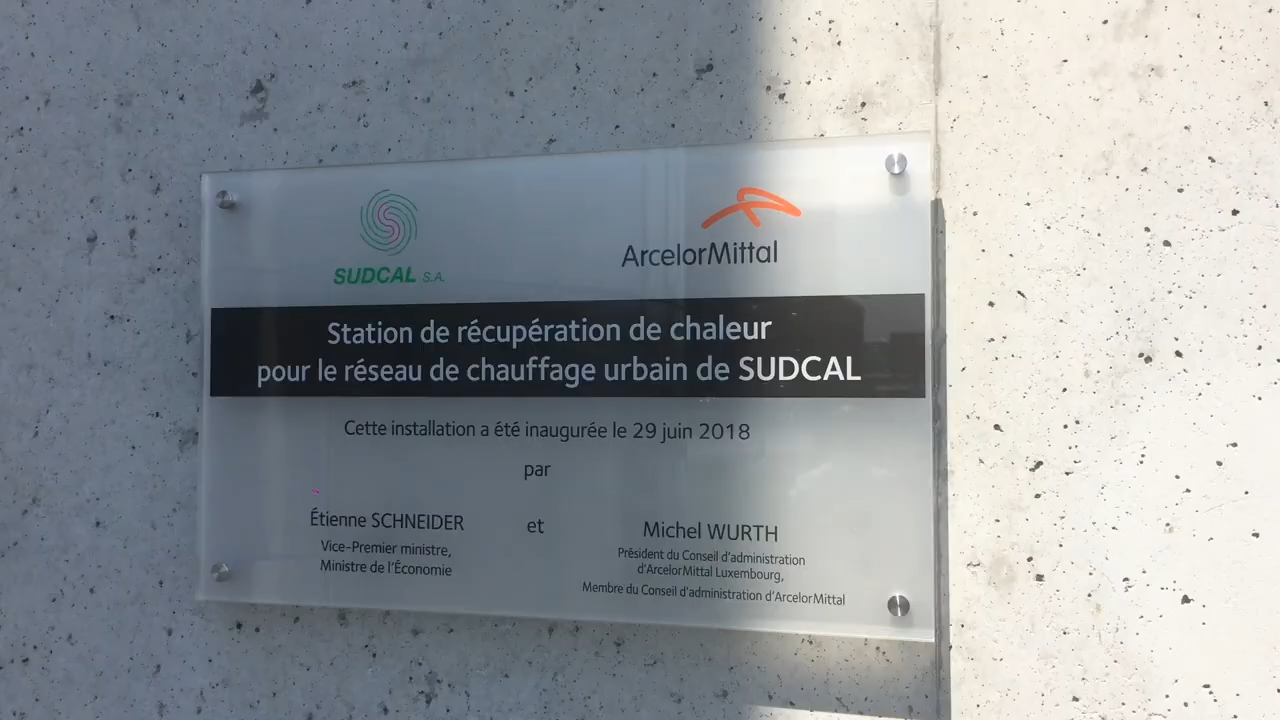 SUDCAL S.A.
ArcelorMittal
Station de récupération de chaleur
pour le réseau de chauffage urbain de SUDCAL
Cette installation a été inaugurée le 29 juin 2018
par
Étienne SCHNEIDER
Vice-Premier ministre,
Ministre de l'Économie
et
Michel WURTH
Président du Conseil d'administration
d'ArcelorMittal Luxembourg,
Membre du Conseil d'administration d'ArcelorMittal